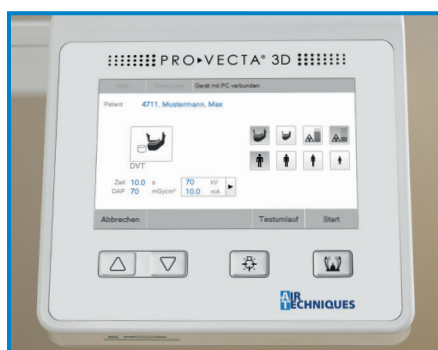 PRO▸VECTA® 3D
Gerät mit PC verbunden
Patient 4711, Mustermann, Max
DVT
Zeit 10.0 s 70 kV
DAP 70 mGycm² 10.0 mA
Abbrechen Testumlauf Start
AIR
TECHNIQUES